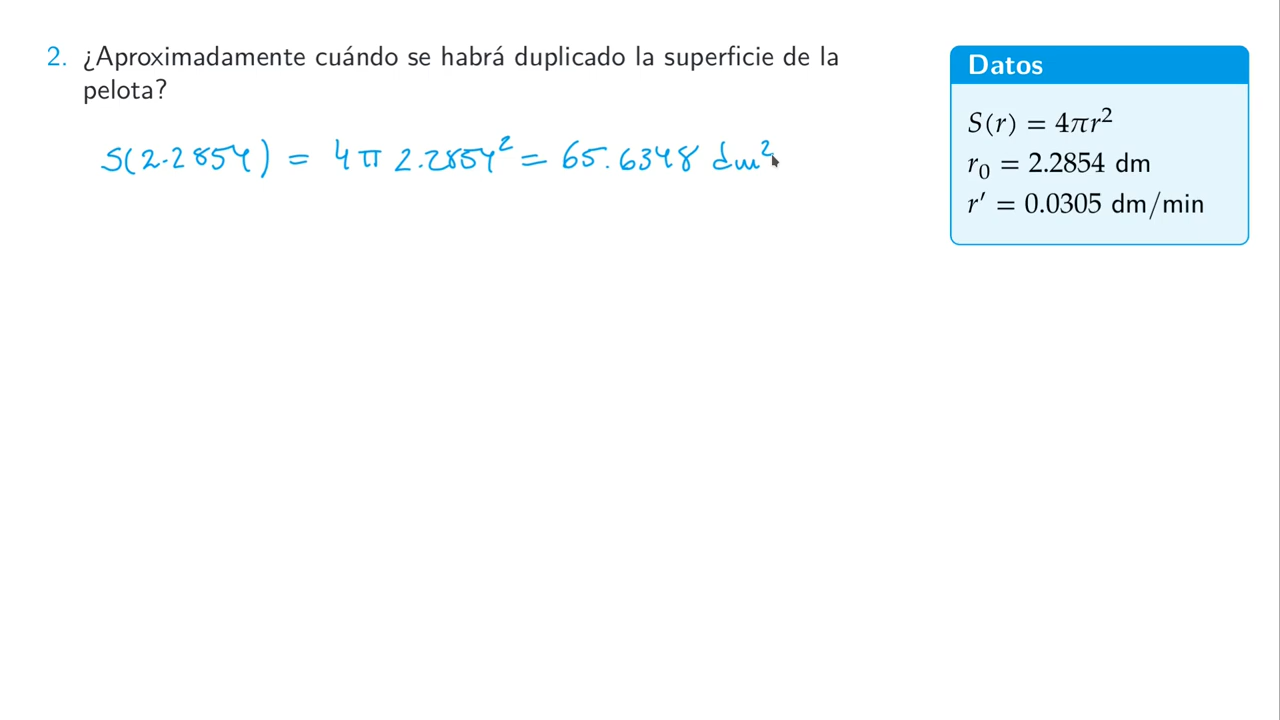 2. ¿Aproximadamente cuándo se habrá duplicado la superficie de la
pelota?
S(2.2854) = 4π 2.2854² = 65.6348 dm²
Datos
S(r) = 4πr²
r₀ = 2.2854 dm
r′ = 0.0305 dm/min